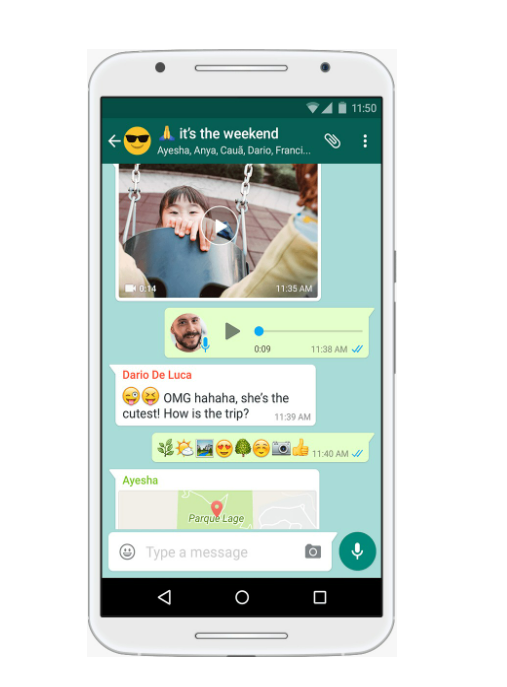 11:50
🙏 it's the weekend
Ayesha, Anya, Cauã, Dario, Franci...
0:14
11:35 AM
0:09
11:38 AM
Dario De Luca
😜😝 OMG hahaha, she's the
cutest! How is the trip?
11:39 AM
🌿🌤🏞😍🌳☺📷👍 11:40 AM
Ayesha
Parque Lage
Type a message